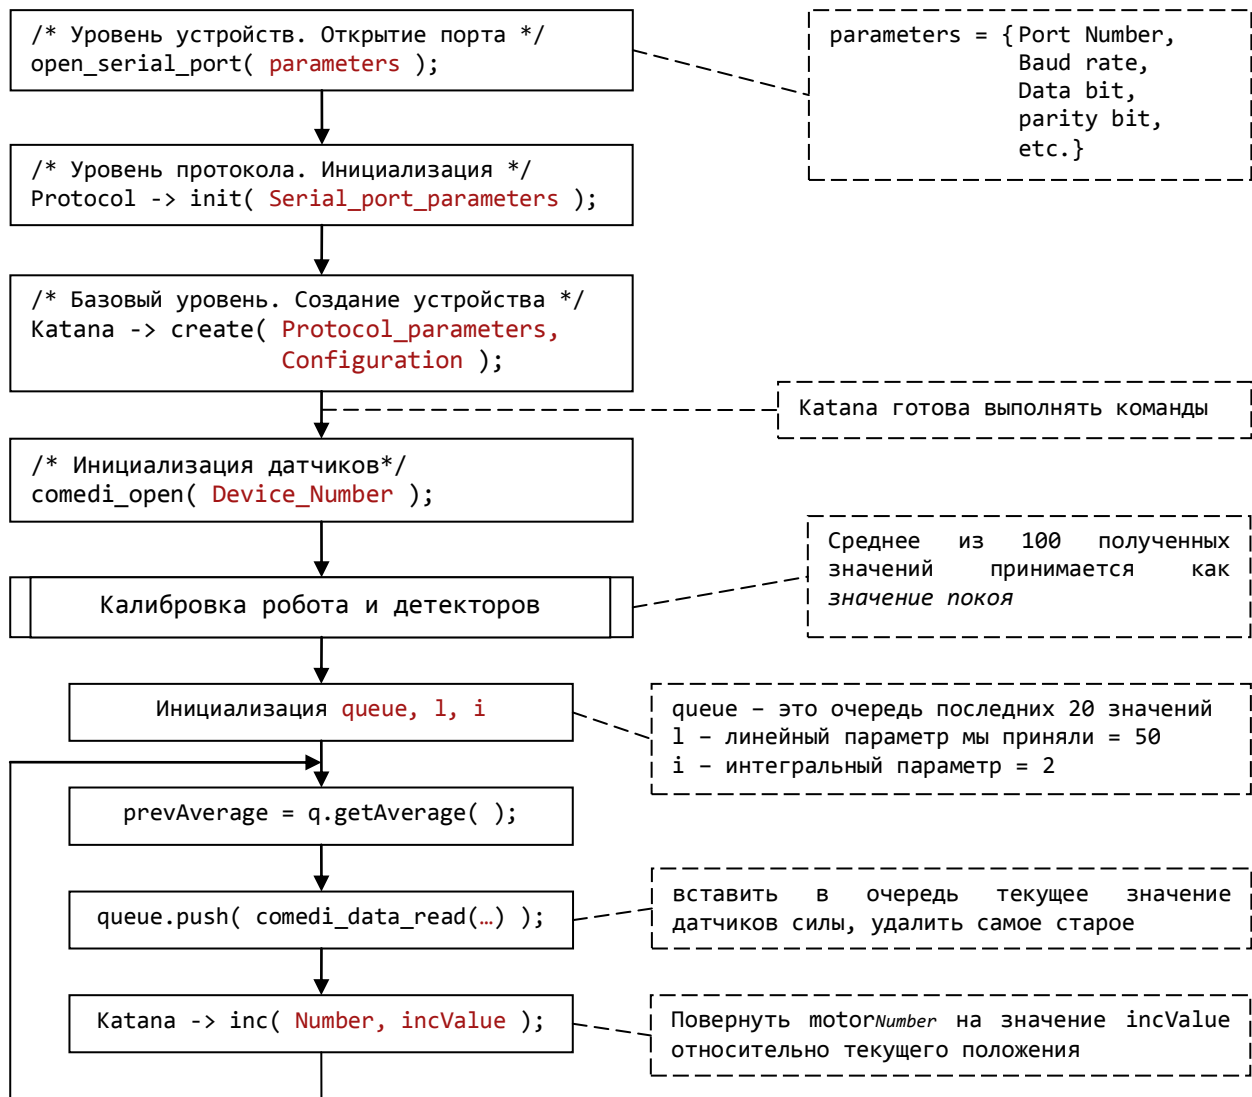 /* Уровень устройств. Открытие порта */
open_serial_port( parameters );
parameters = { Port Number,
Baud rate,
Data bit,
parity bit,
etc.}
/* Уровень протокола. Инициализация */
Protocol -> init( Serial_port_parameters );
/* Базовый уровень. Создание устройства */
Katana -> create( Protocol_parameters,
Configuration );
Katana готова выполнять команды
/* Инициализация датчиков*/
comedi_open( Device_Number );
Среднее из 100 полученных
значений принимается как
значение покоя
Калибровка робота и детекторов
Инициализация queue, l, i
queue – это очередь последних 20 значений
l – линейный параметр мы приняли = 50
i – интегральный параметр = 2
prevAverage = q.getAverage( );
queue.push( comedi_data_read(…) );
вставить в очередь текущее значение
датчиков силы, удалить самое старое
Katana -> inc( Number, incValue );
Повернуть motorNumber на значение incValue
относительно текущего положения